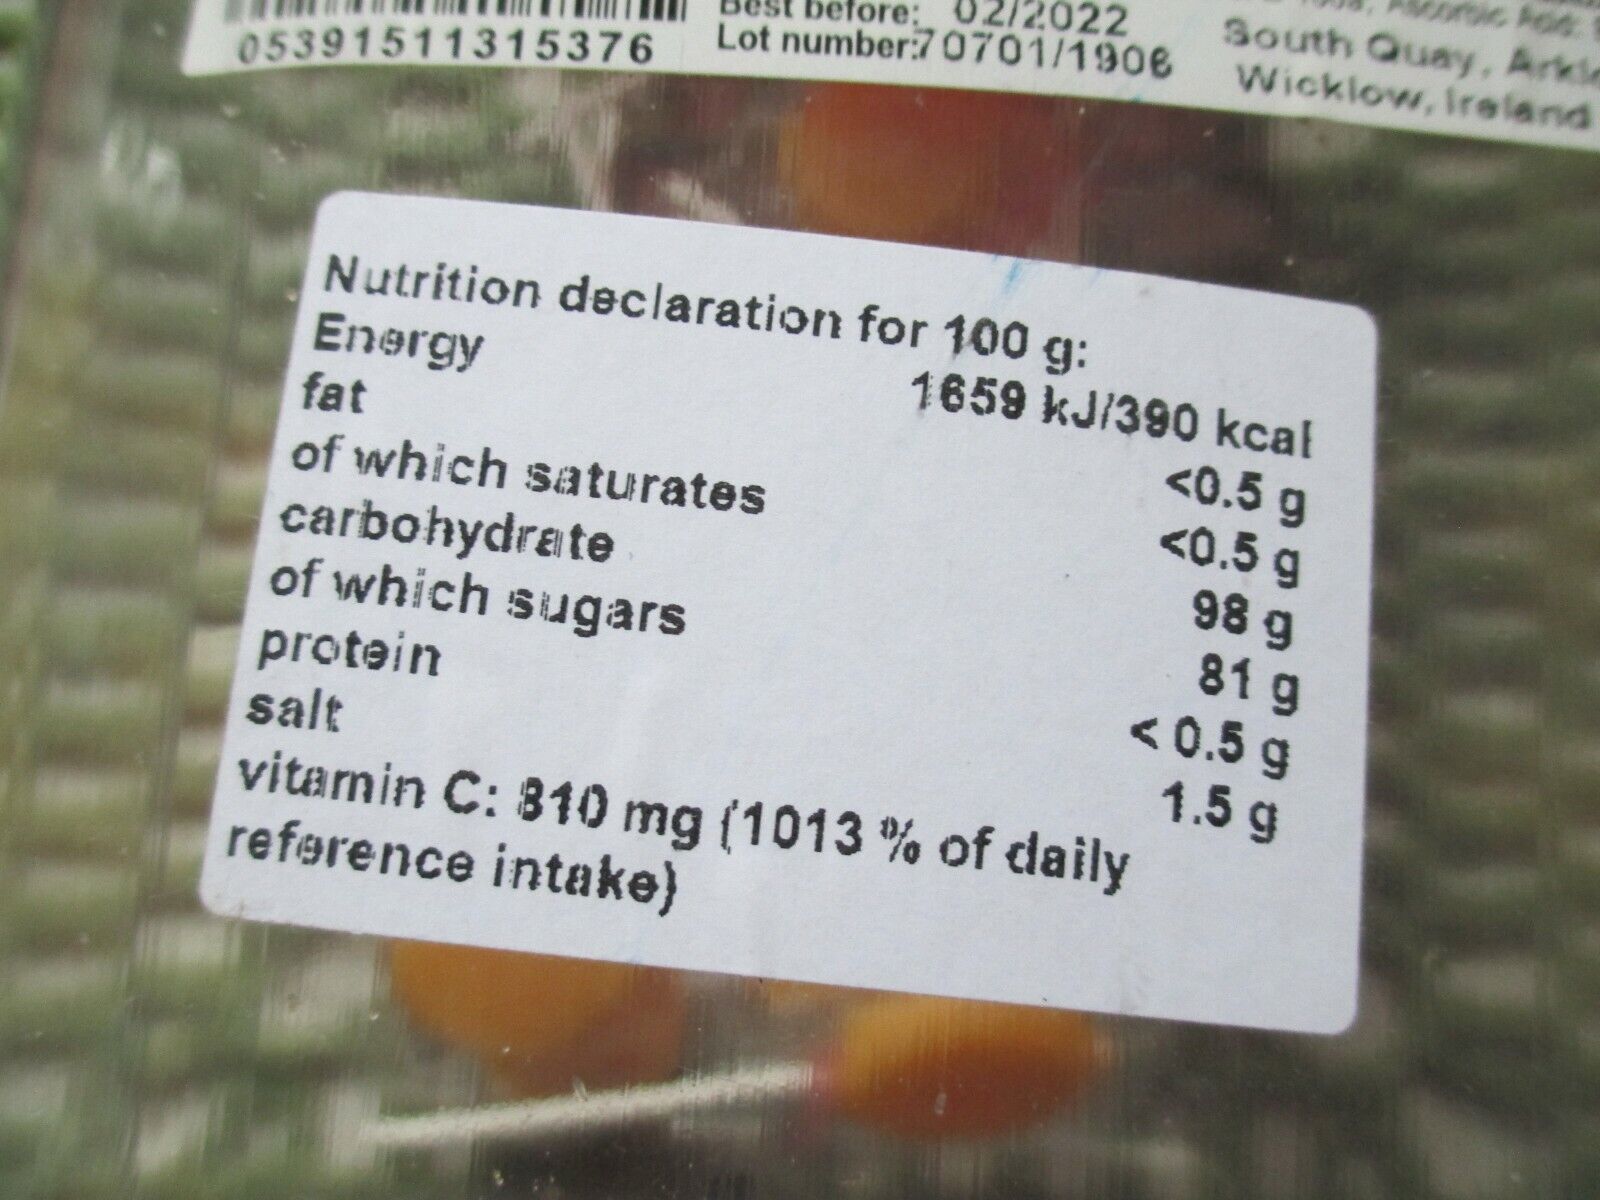 Best before: 02/2022
05391511315376
Lot number:70701/1906
Ascorbic Acid
South Quay,
Wicklow, Ireland
Nutrition declaration for 100 g:
Energy 1659 kJ/390 kcal
fat <0.5 g
of which saturates <0.5 g
carbohydrate 98 g
of which sugars 81 g
protein < 0.5 g
salt 1.5 g
vitamin C: 810 mg (1013 % of daily
reference intake)